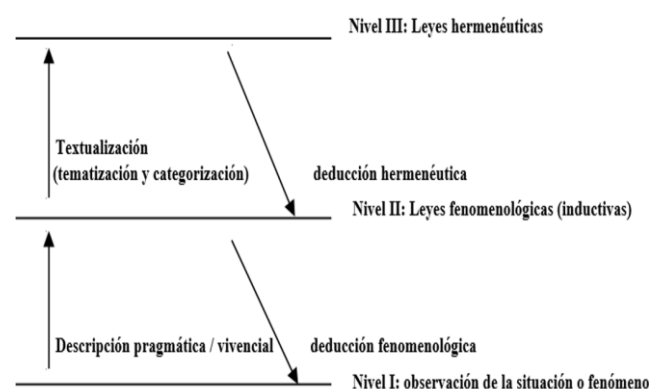 Nivel III: Leyes hermenéuticas
Textualización
(tematización y categorización)
deducción hermenéutica
Nivel II: Leyes fenomenológicas (inductivas)
Descripción pragmática / vivencial
deducción fenomenológica
Nivel I: observación de la situación o fenómeno